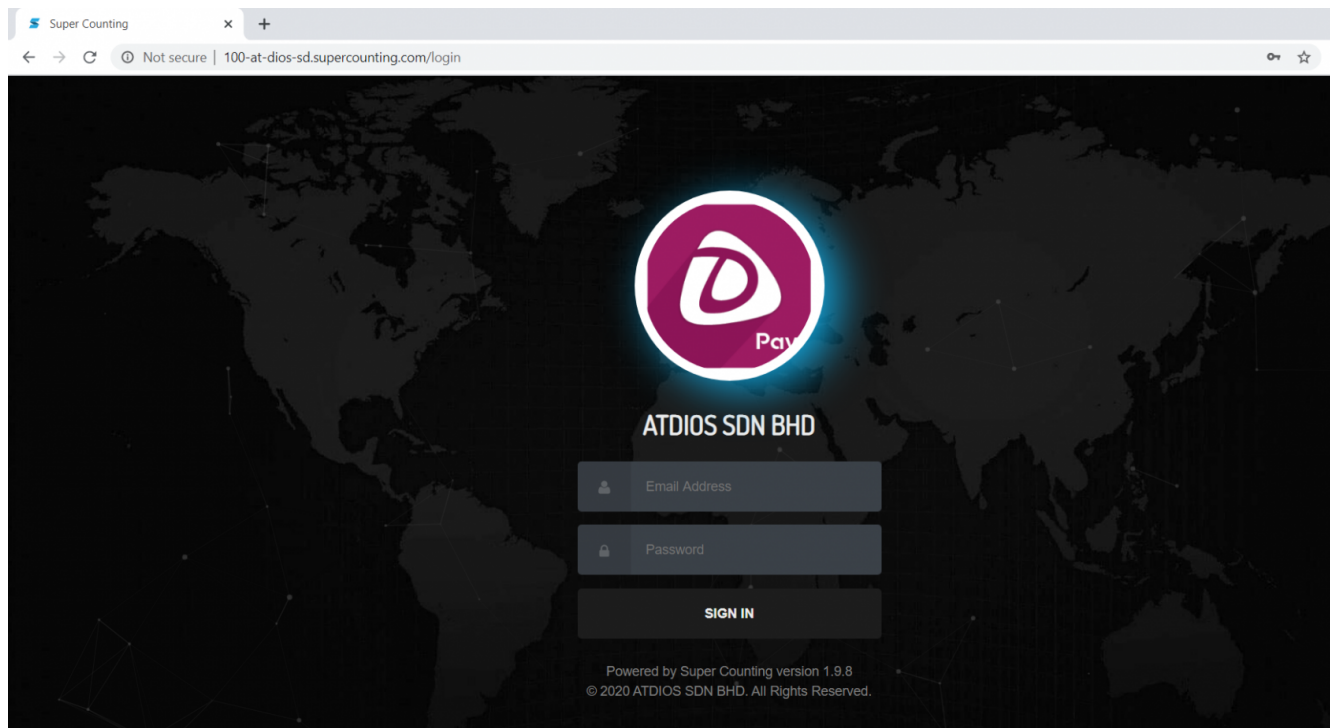 Super Counting
Not secure | 100-at-dios-sd.supercounting.com/login
Pay
ATDIOS SDN BHD
Email Address
Password
SIGN IN
Powered by Super Counting version 1.9.8
© 2020 ATDIOS SDN BHD. All Rights Reserved.